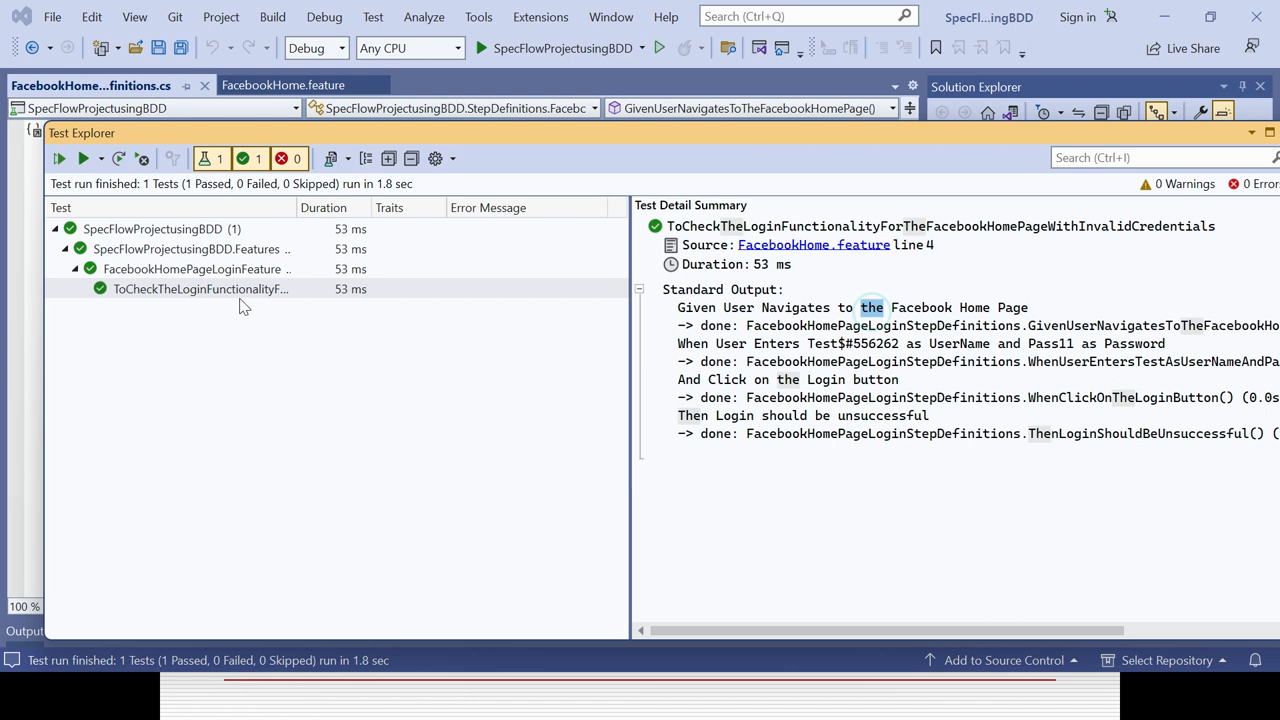 File Edit View Git Project Build Debug Test Analyze Tools Extensions Window Help Search (Ctrl+Q) SpecF...ingBDD Sign in
Debug Any CPU SpecFlowProjectusingBDD Live Share
FacebookHome...finitions.cs FacebookHome.feature Solution Explorer
SpecFlowProjectusingBDD SpecFlowProjectusingBDD.StepDefinitions.Facebc GivenUserNavigatesToTheFacebookHomePage()
Test Explorer
1 1 0 Search (Ctrl+I)
Test run finished: 1 Tests (1 Passed, 0 Failed, 0 Skipped) run in 1.8 sec 0 Warnings 0 Errors
Test Duration Traits Error Message
SpecFlowProjectusingBDD (1) 53 ms
SpecFlowProjectusingBDD.Features .. 53 ms
FacebookHomePageLoginFeature .. 53 ms
ToCheckTheLoginFunctionalityF... 53 ms
Test Detail Summary
ToCheckTheLoginFunctionalityForTheFacebookHomePageWithInvalidCredentials
Source: FacebookHome.feature line 4
Duration: 53 ms
Standard Output:
Given User Navigates to the Facebook Home Page
-> done: FacebookHomePageLoginStepDefinitions.GivenUserNavigatesToTheFacebookHo
When User Enters Test$#556262 as UserName and Pass11 as Password
-> done: FacebookHomePageLoginStepDefinitions.WhenUserEntersTestAsUserNameAndPa
And Click on the Login button
-> done: FacebookHomePageLoginStepDefinitions.WhenClickOnTheLoginButton() (0.0s
Then Login should be unsuccessful
-> done: FacebookHomePageLoginStepDefinitions.ThenLoginShouldBeUnsuccessful() (
100 %
Output
Test run finished: 1 Tests (1 Passed, 0 Failed, 0 Skipped) run in 1.8 sec Add to Source Control Select Repository